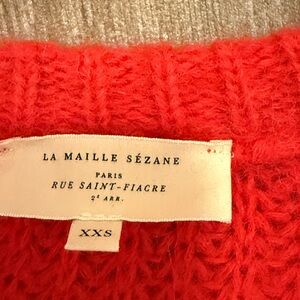 LA MAILLE SÉZANE
PARIS
RUE SAINT-FIACRE
2ᵉ ARR.
XXS